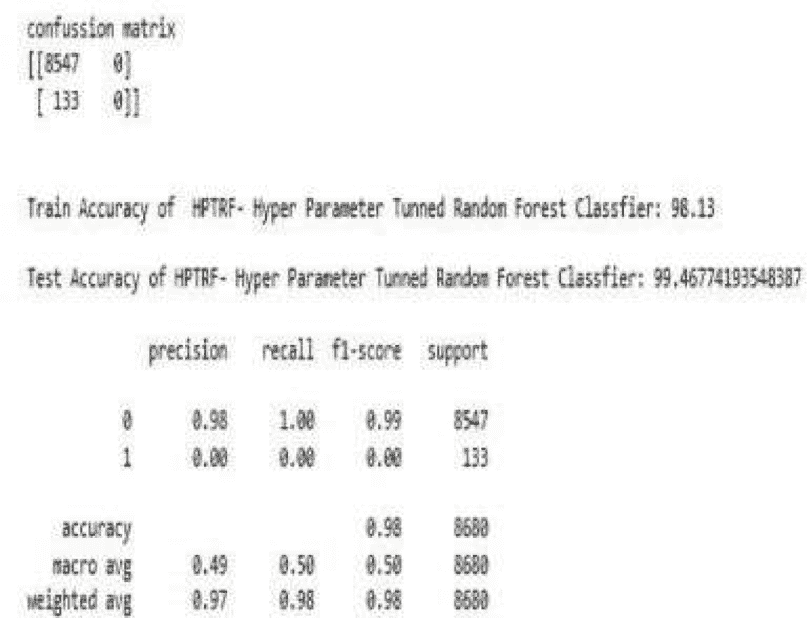 confussion matrix
[[8547 0]
[ 133 0]]
Train Accuracy of HPTRF- Hyper Parameter Tunned Random Forest Classfier: 98.13
Test Accuracy of HPTRF- Hyper Parameter Tunned Random Forest Classfier: 99.46774193548387
precision recall f1-score support
0 0.98 1.00 0.99 8547
1 0.00 0.00 0.00 133
accuracy 0.98 8680
macro avg 0.49 0.50 0.50 8680
weighted avg 0.97 0.98 0.98 8680